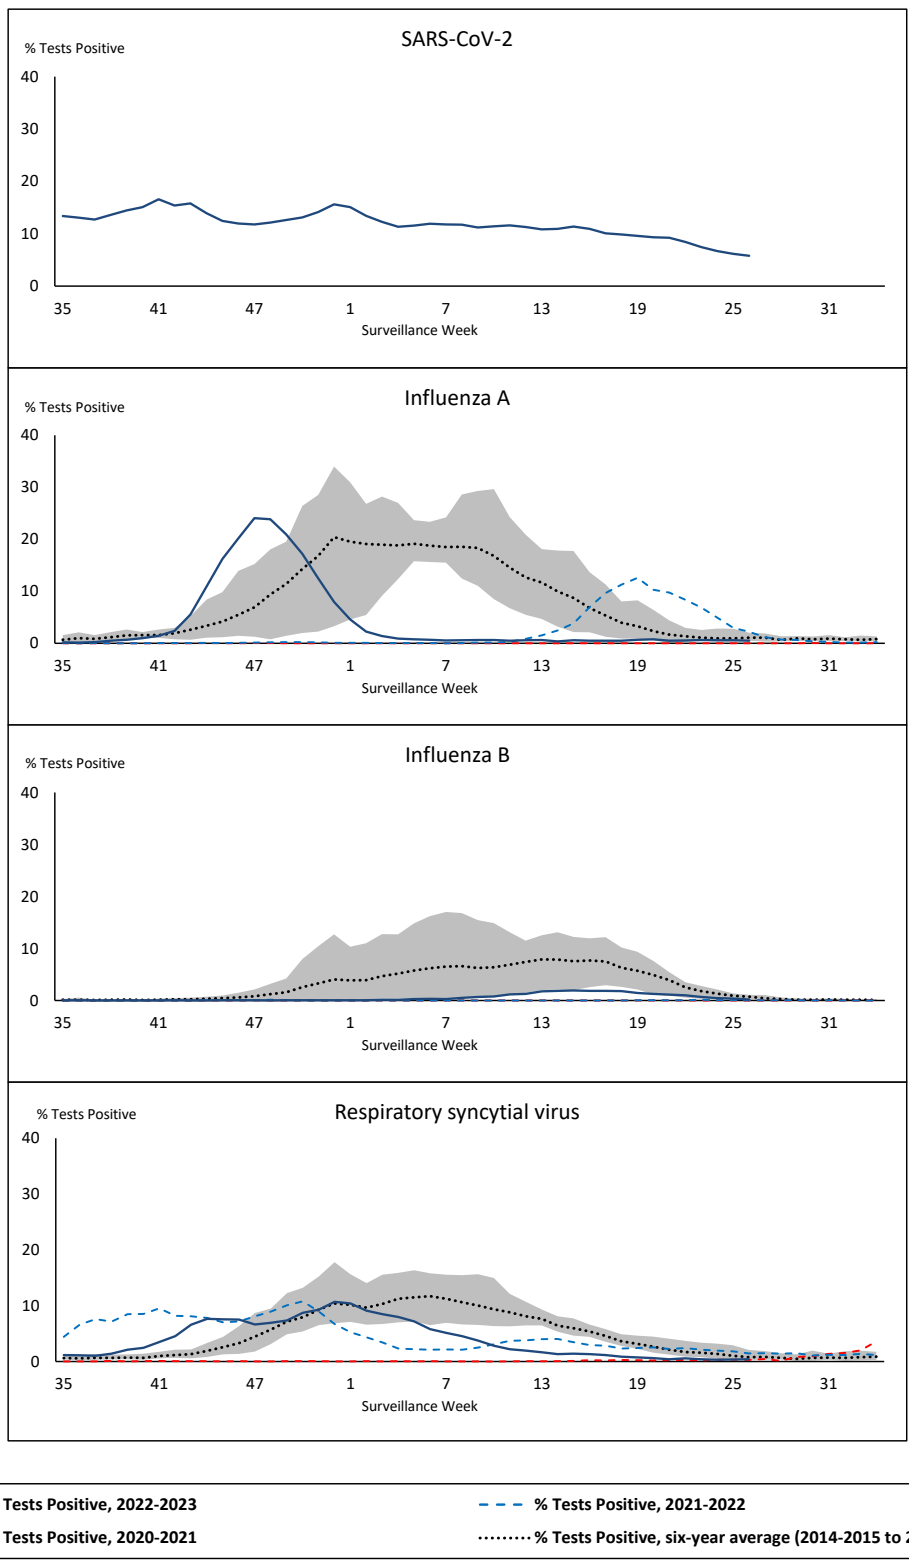 SARS-CoV-2
% Tests Positive
40
30
20
10
0
35 41 47 1 7 13 19 25 31
Surveillance Week
Influenza A
% Tests Positive
40
30
20
10
0
35 41 47 1 7 13 19 25 31
Surveillance Week
Influenza B
% Tests Positive
40
30
20
10
0
35 41 47 1 7 13 19 25 31
Surveillance Week
Respiratory syncytial virus
% Tests Positive
40
30
20
10
0
35 41 47 1 7 13 19 25 31
Surveillance Week
Tests Positive, 2022-2023 % Tests Positive, 2021-2022
Tests Positive, 2020-2021 % Tests Positive, six-year average (2014-2015 to